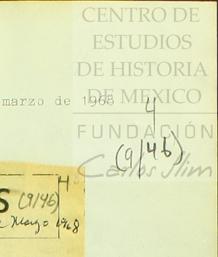 CENTRO DE
ESTUDIOS
DE HISTORIA
DE MEXICO
marzo de 1968
4
FUNDACIÓN
(9/46)
Carlos Slim
S (9/46) 4
Mayo 1968